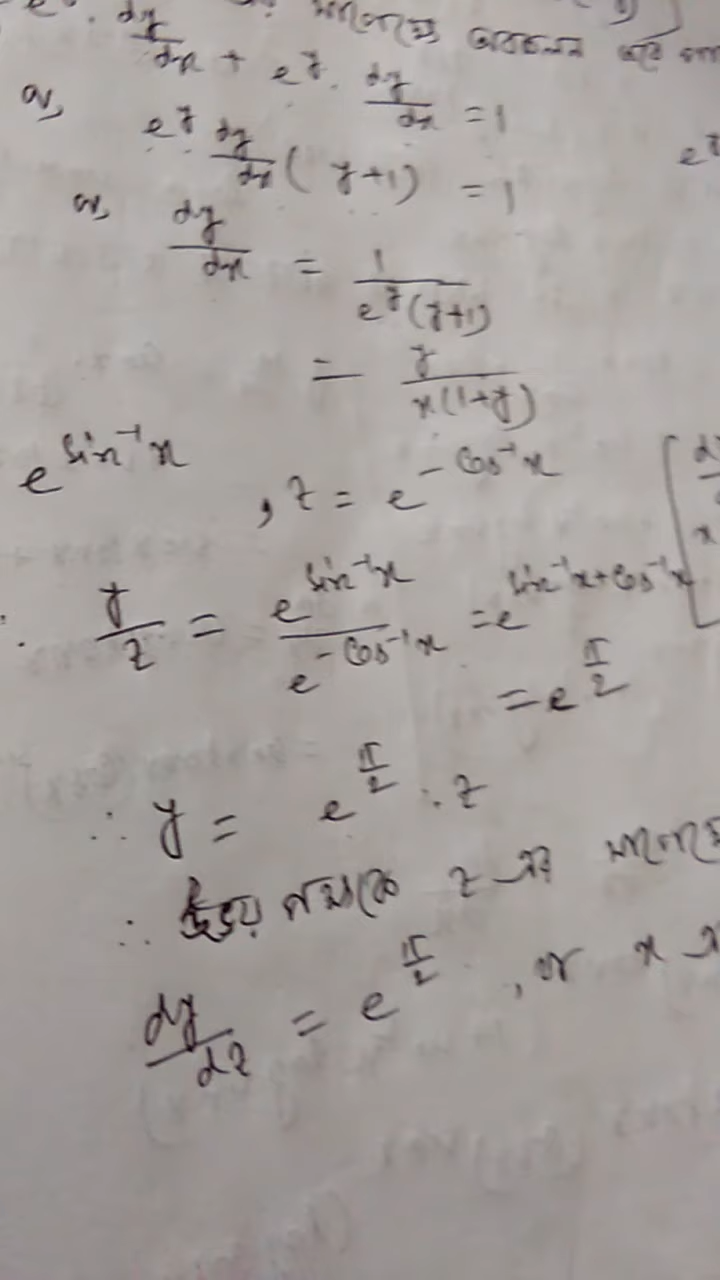 dy/dx + e^y · dy/dx = 1
বা, e^y dy/dx (y+1) = 1
বা, dy/dx = 1/(e^y(y+1))
= y/(x(1+y))
e^(sin⁻¹x) , z = e^(-cos⁻¹x)
∴ y/z = e^(sin⁻¹x)/e^(-cos⁻¹x) = e^(sin⁻¹x+cos⁻¹x)
= e^(π/2)
∴ y = e^(π/2) · z
∴ উভয় পক্ষকে z এর সাপেক্ষে
dy/dz = e^(π/2) , or x